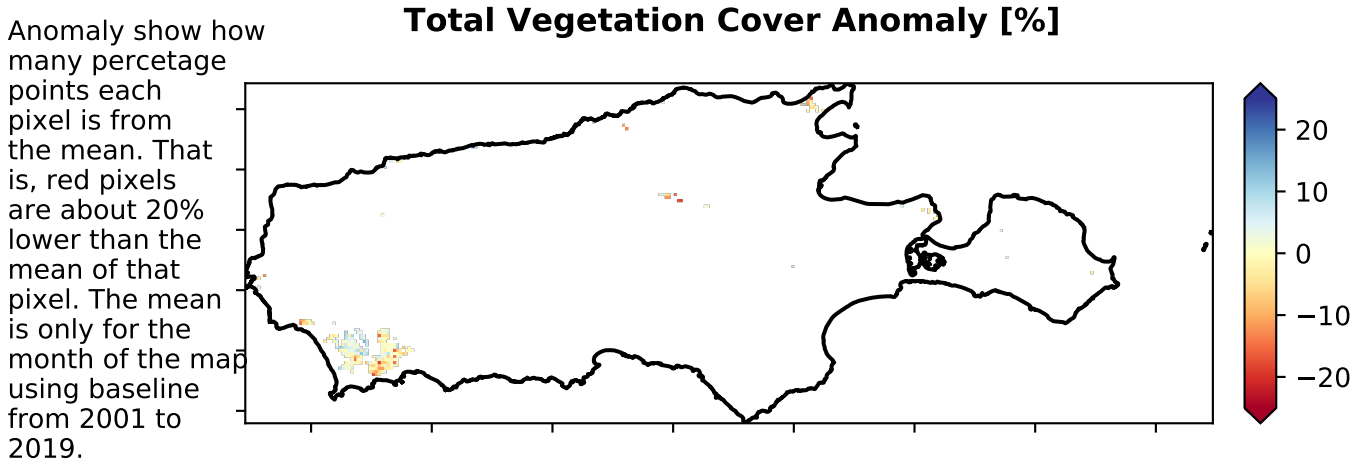 Total Vegetation Cover Anomaly [%]
Anomaly show how
many percetage
points each
pixel is from
the mean. That
is, red pixels
are about 20%
lower than the
mean of that
pixel. The mean
is only for the
month of the map
using baseline
from 2001 to
2019.
20
10
0
−10
−20